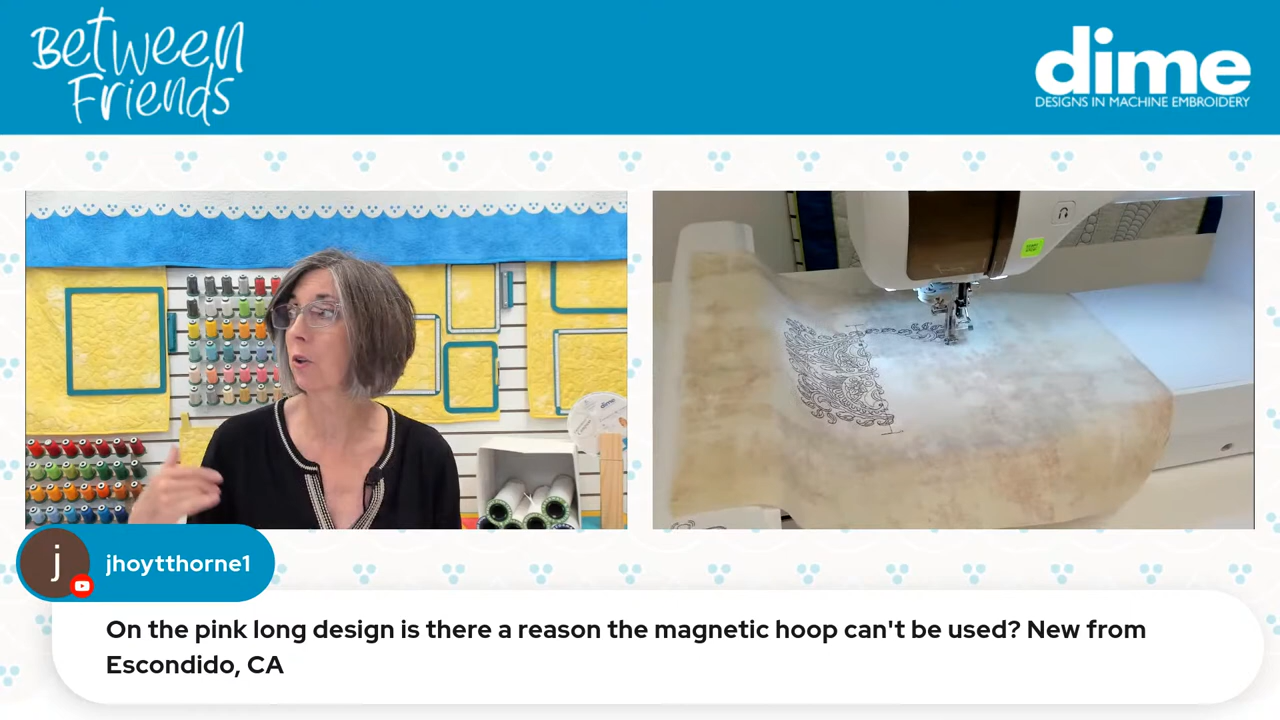 Between
Friends
dime
DESIGNS IN MACHINE EMBROIDERY
dime
j
jhoytthorne1
On the pink long design is there a reason the magnetic hoop can't be used? New from
Escondido, CA